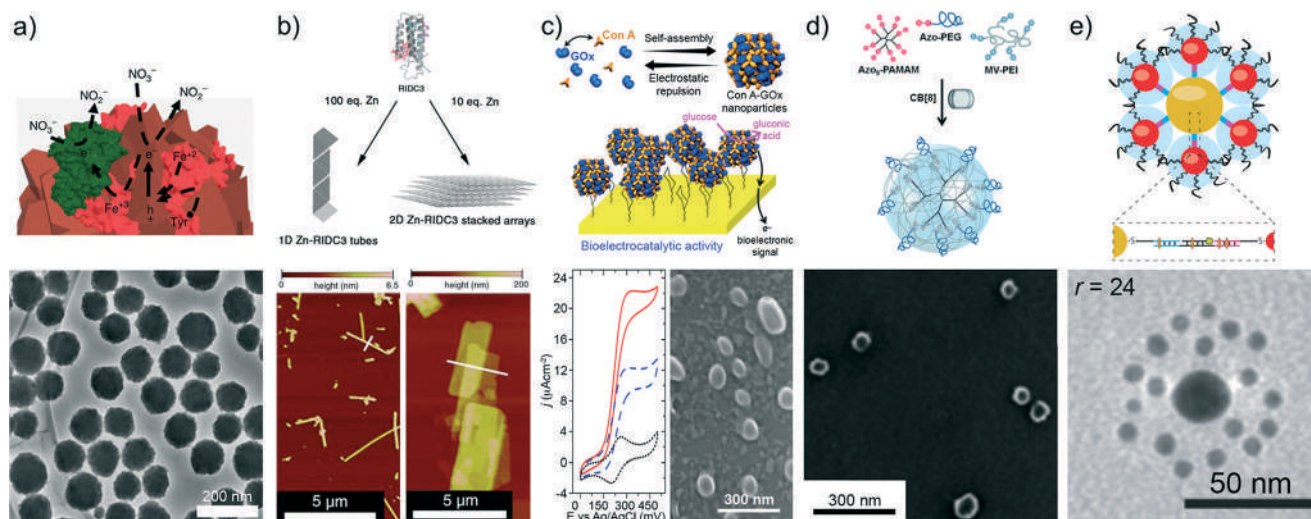 a)
NO₃⁻
NO₂⁻
NO₂⁻
NO₃⁻
e⁻
e⁻
Fe⁺²
Fe⁺³
h
+
Tyr
200 nm
b)
RIDC3
100 eq. Zn
10 eq. Zn
2D Zn-RIDC3 stacked arrays
1D Zn-RIDC3 tubes
height (nm)
6.5
height (nm)
200
5 µm
5 µm
c)
Con A
GOx
Self-assembly
Electrostatic
repulsion
Con A-GOx
nanoparticles
glucose
gluconic
acid
e⁻
bioelectronic
signal
Bioelectrocatalytic activity
24
20
16
12
8
4
0
-4
j (µAcm⁻²)
0 150 300 450
E vs Ag/AgCl (mV)
300 nm
d)
Azo-PEG
Azo₈-PAMAM
MV-PEI
CB[8]
300 nm
e)
S
S
r = 24
50 nm